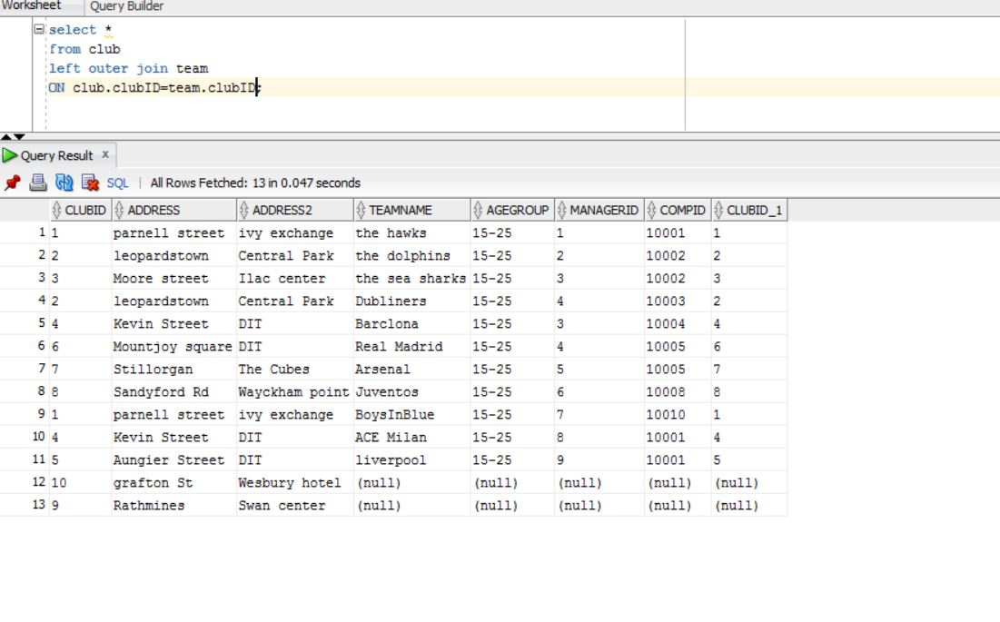 Worksheet Query Builder
select *
from club
left outer join team
ON club.clubID=team.clubID;
Query Result x
SQL | All Rows Fetched: 13 in 0.047 seconds
CLUBID ADDRESS ADDRESS2 TEAMNAME AGEGROUP MANAGERID COMPID CLUBID_1
1 1 parnell street ivy exchange the hawks 15-25 1 10001 1
2 2 leopardstown Central Park the dolphins 15-25 2 10002 2
3 3 Moore street Ilac center the sea sharks 15-25 3 10002 3
4 2 leopardstown Central Park Dubliners 15-25 4 10003 2
5 4 Kevin Street DIT Barclona 15-25 3 10004 4
6 6 Mountjoy square DIT Real Madrid 15-25 4 10005 6
7 7 Stillorgan The Cubes Arsenal 15-25 5 10005 7
8 8 Sandyford Rd Wayckham point Juventos 15-25 6 10008 8
9 1 parnell street ivy exchange BoysInBlue 15-25 7 10010 1
10 4 Kevin Street DIT ACE Milan 15-25 8 10001 4
11 5 Aungier Street DIT liverpool 15-25 9 10001 5
12 10 grafton St Wesbury hotel (null) (null) (null) (null) (null)
13 9 Rathmines Swan center (null) (null) (null) (null) (null)